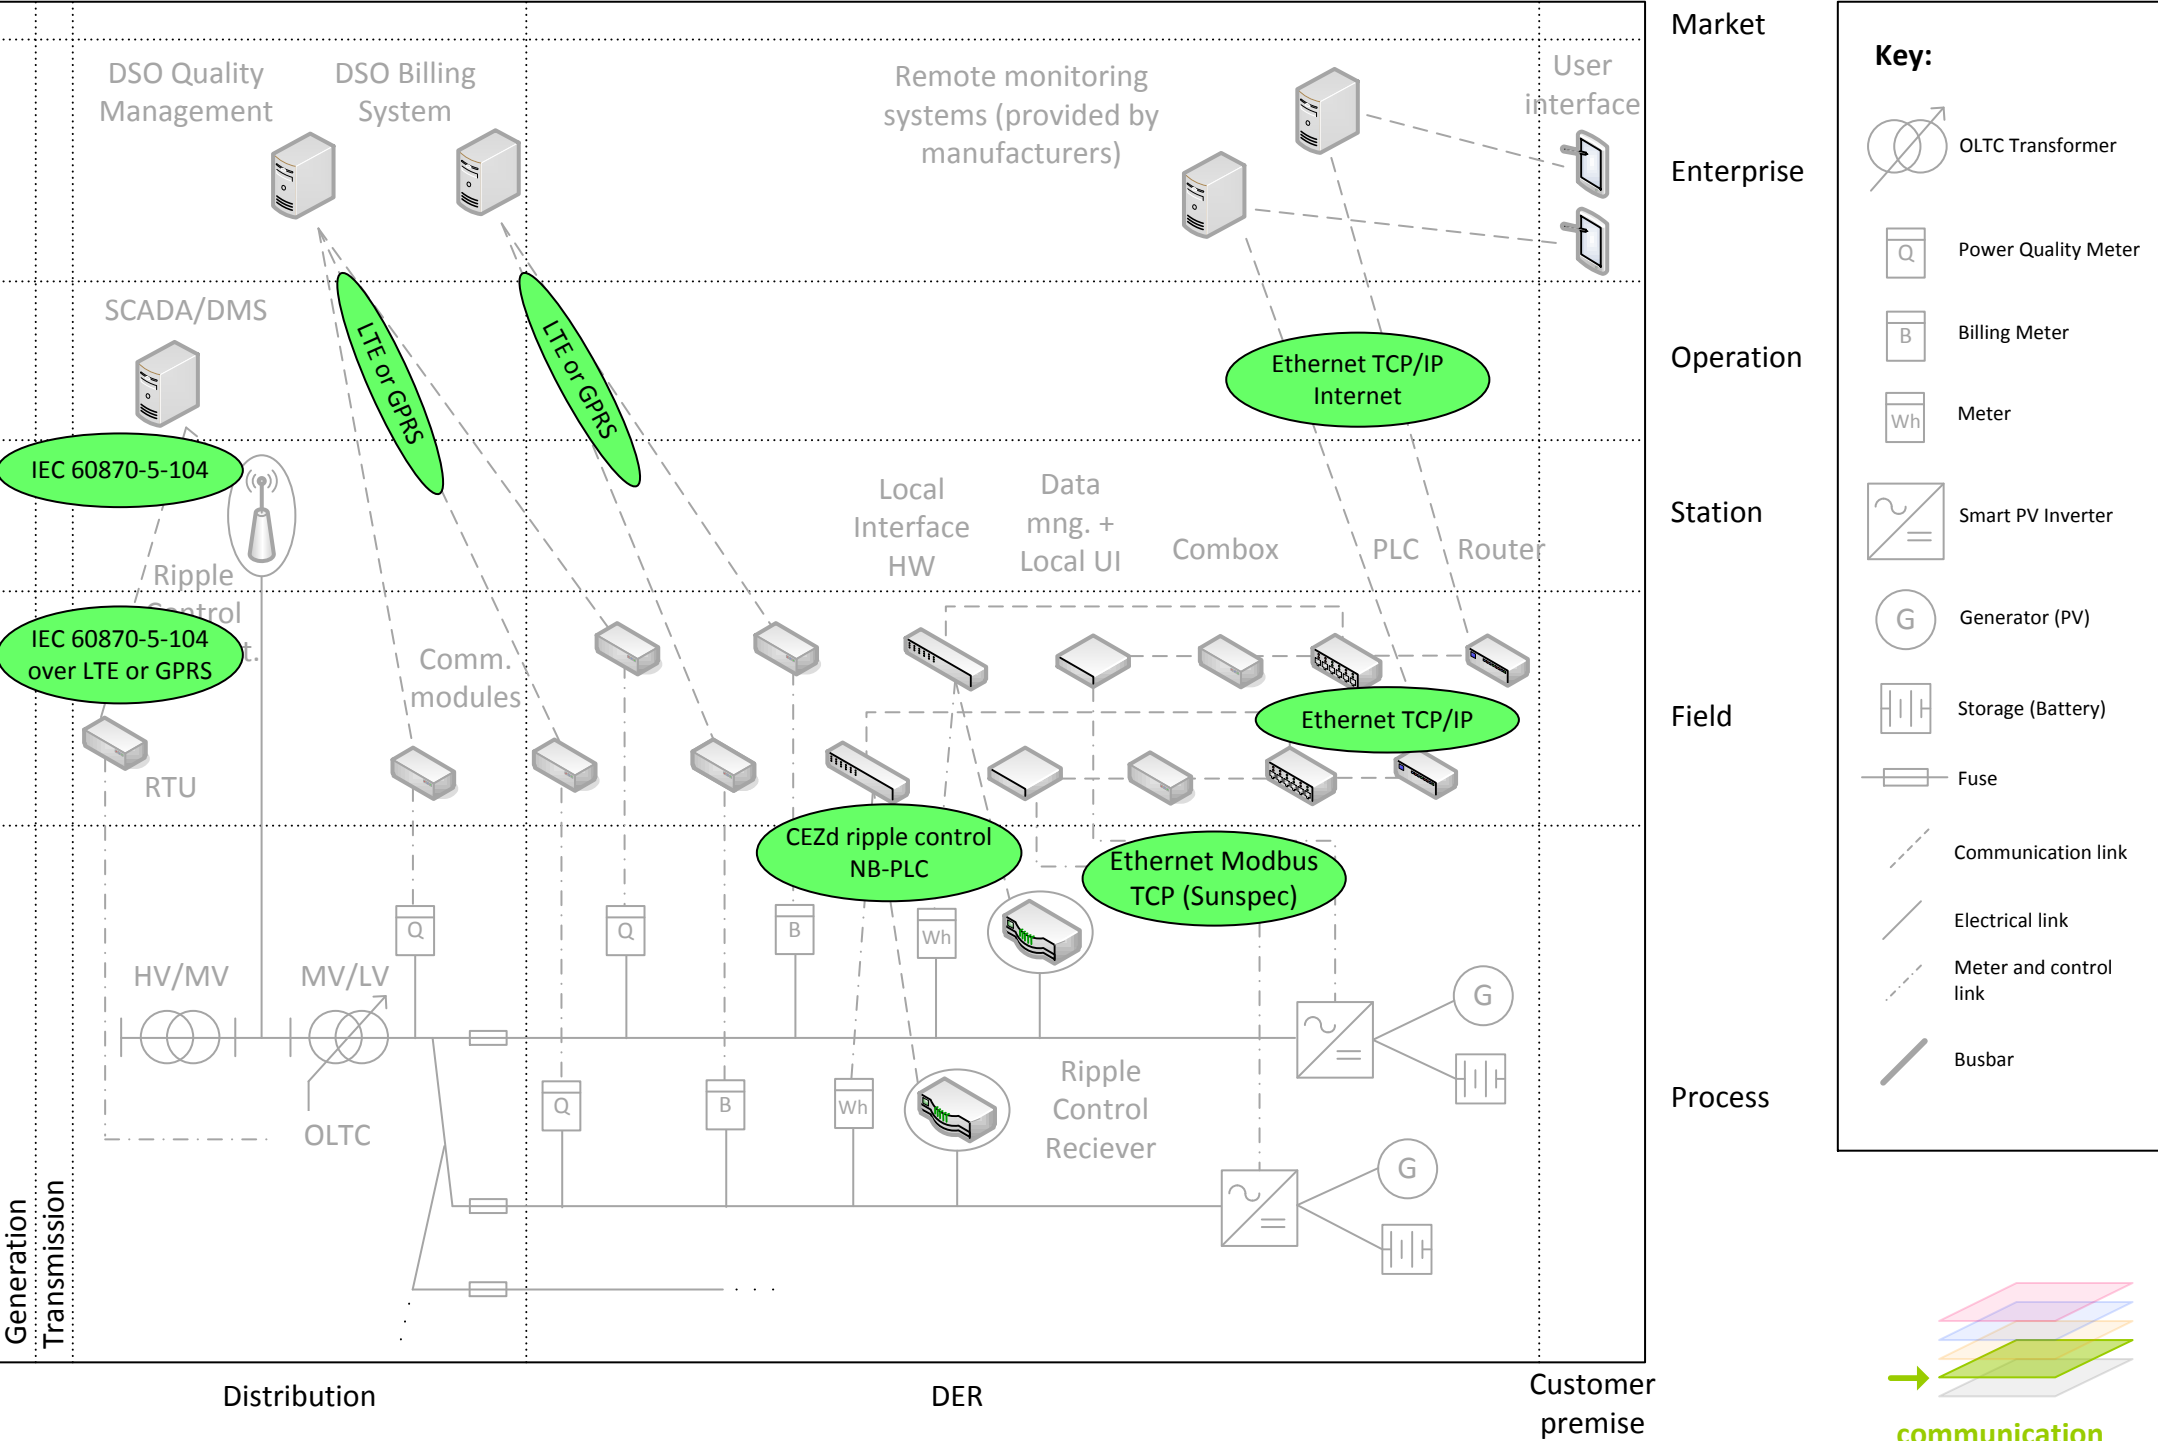 Market
DSO Quality
Management
DSO Billing
System
Remote monitoring
systems (provided by
manufacturers)
User
interface
Enterprise
SCADA/DMS
LTE or GPRS
LTE or GPRS
Ethernet TCP/IP
Internet
Operation
IEC 60870-5-104
Local
Interface
HW
Data
mng. +
Local UI
Combox
PLC
Router
Station
Ripple
Control
t.
IEC 60870-5-104
over LTE or GPRS
Comm.
modules
RTU
Ethernet TCP/IP
Field
CEZd ripple control
NB-PLC
Ethernet Modbus
TCP (Sunspec)
Q
Q
B
Wh
HV/MV
MV/LV
G
OLTC
Q
B
Wh
Ripple
Control
Reciever
G
Process
Generation
Transmission
Distribution
DER
Customer
premise
Key:
OLTC Transformer
Q
Power Quality Meter
B
Billing Meter
Wh
Meter
Smart PV Inverter
G
Generator (PV)
Storage (Battery)
Fuse
Communication link
Electrical link
Meter and control
link
Busbar
communication